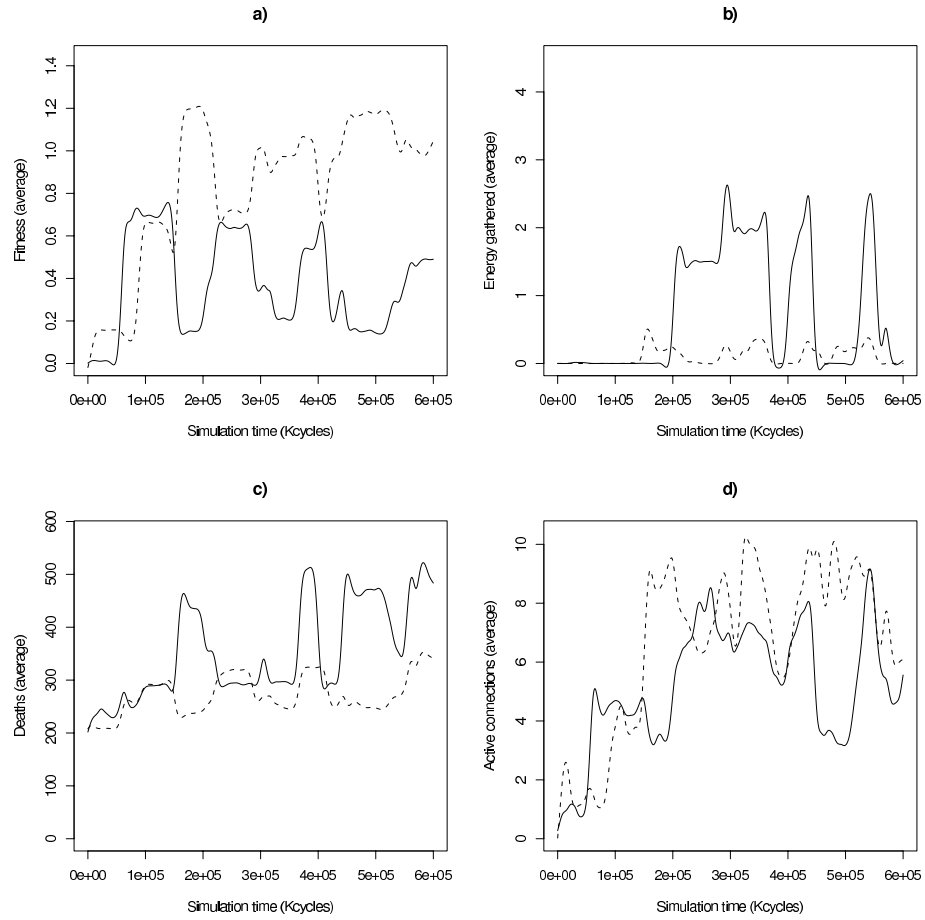 a)
Fitness (average)
0.0 0.2 0.4 0.6 0.8 1.0 1.2 1.4
0e+00 1e+05 2e+05 3e+05 4e+05 5e+05 6e+05
Simulation time (Kcycles)
b)
Energy gathered (average)
0 1 2 3 4
0e+00 1e+05 2e+05 3e+05 4e+05 5e+05 6e+05
Simulation time (Kcycles)
c)
Deaths (average)
0 100 200 300 400 500 600
0e+00 1e+05 2e+05 3e+05 4e+05 5e+05 6e+05
Simulation time (Kcycles)
d)
Active connections (average)
0 2 4 6 8 10
0e+00 1e+05 2e+05 3e+05 4e+05 5e+05 6e+05
Simulation time (Kcycles)